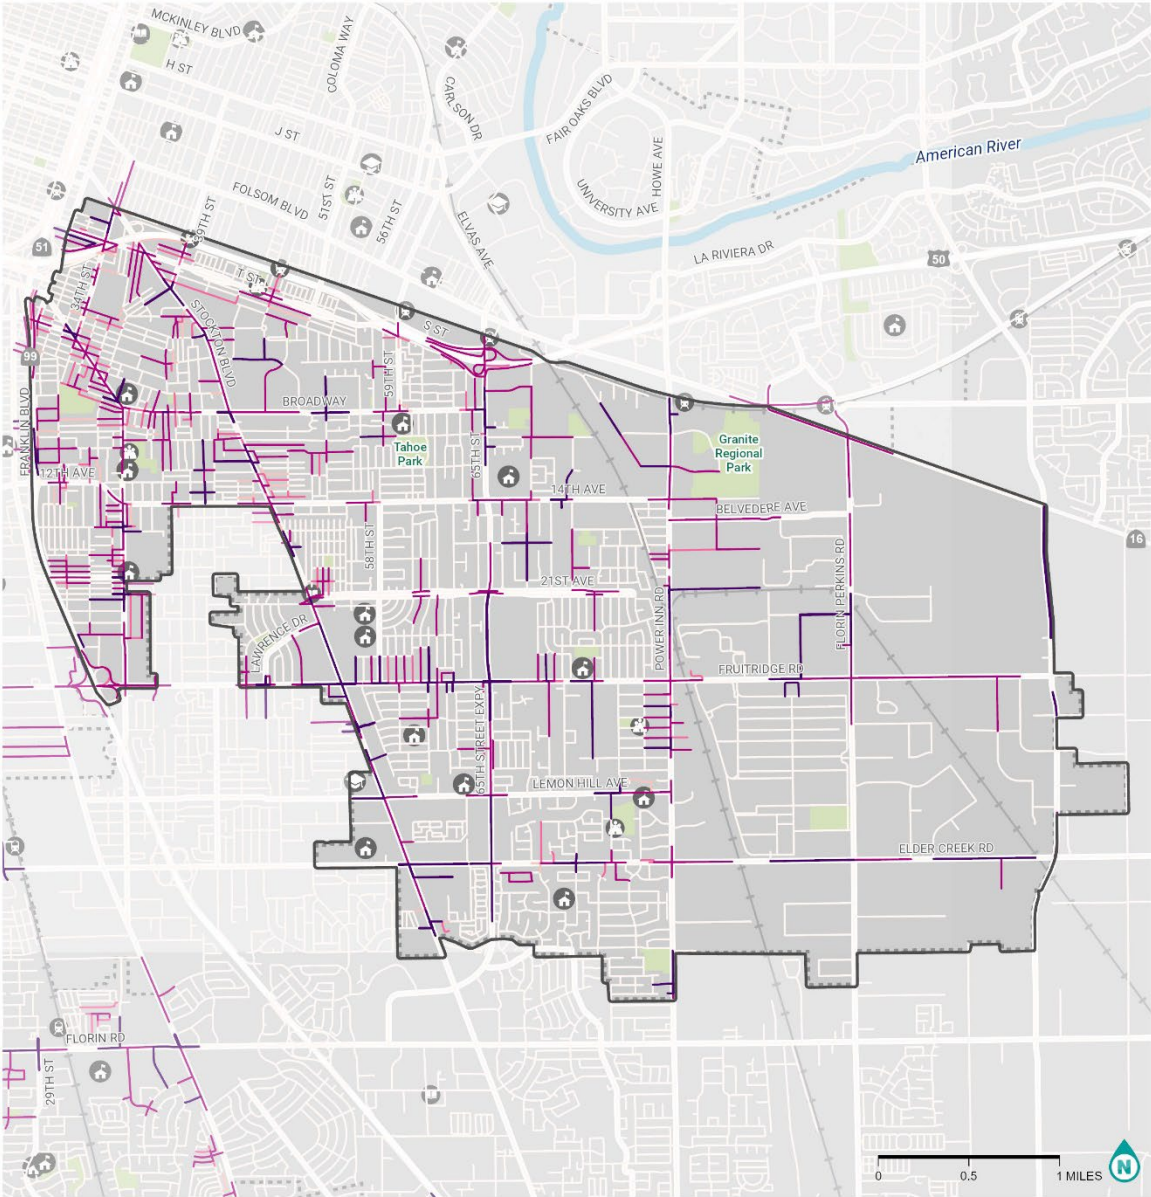 MCKINLEY BLVD
H ST
COLOMA WAY
J ST
CARLSON DR
FAIR OAKS BLVD
HOWE AVE
American River
UNIVERSITY AVE
FOLSOM BLVD
51ST ST
56TH ST
39TH ST
ELVAS AVE
LA RIVIERA DR
50
51
34TH ST
T ST
S ST
STOCKTON BLVD
99
FRANKLIN BLVD
59TH ST
BROADWAY
65TH ST
Tahoe
Park
Granite
Regional
Park
12TH AVE
14TH AVE
BELVEDERE AVE
16
58TH ST
21ST AVE
POWER INN RD
FLORIN PERKINS RD
LAWRENCE DR
FRUITRIDGE RD
65TH STREET EXPY
LEMON HILL AVE
ELDER CREEK RD
FLORIN RD
29TH ST
N
0
0.5
1 MILES